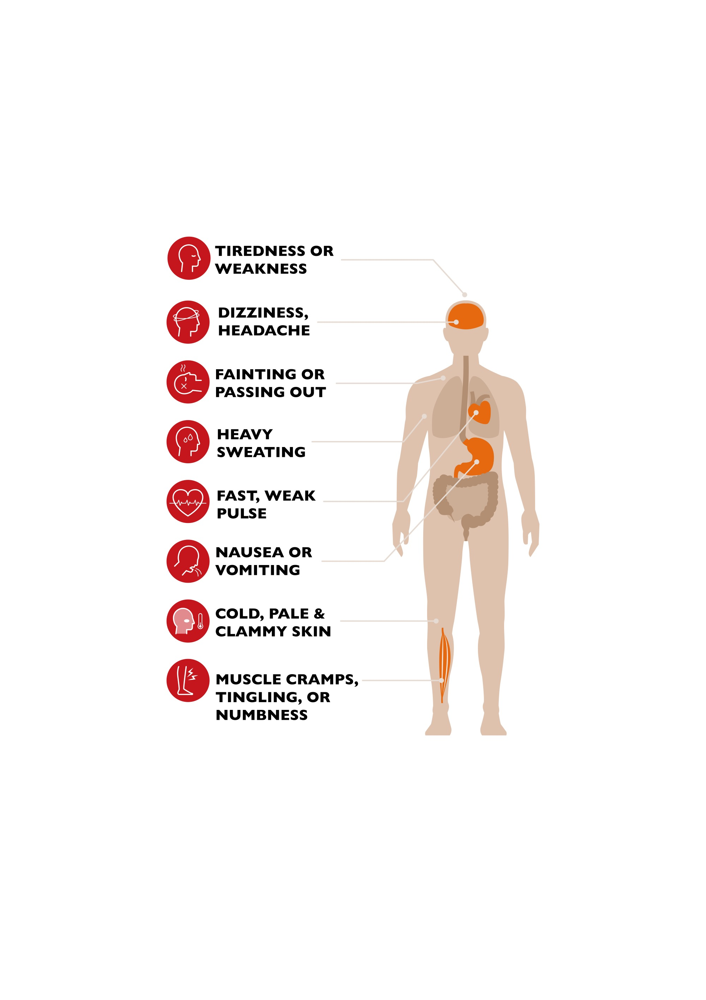 TIREDNESS OR
WEAKNESS
DIZZINESS,
HEADACHE
FAINTING OR
PASSING OUT
HEAVY
SWEATING
FAST, WEAK
PULSE
NAUSEA OR
VOMITING
COLD, PALE &
CLAMMY SKIN
MUSCLE CRAMPS,
TINGLING, OR
NUMBNESS